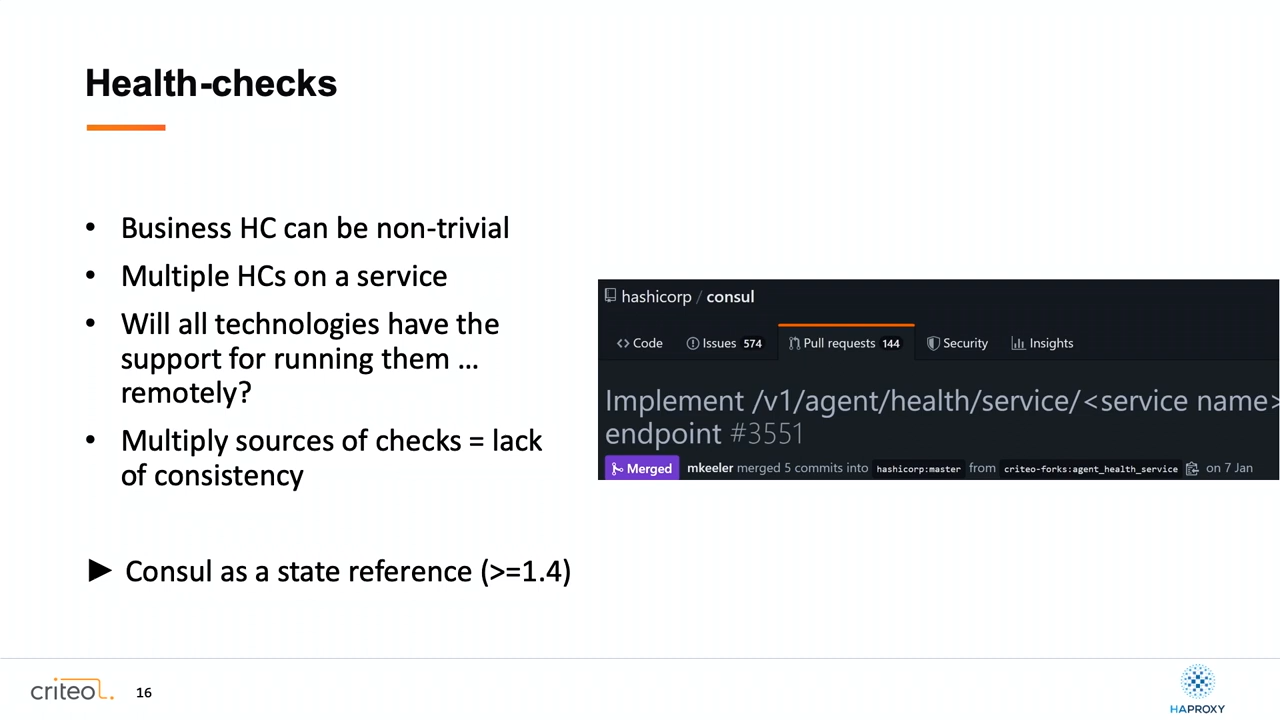 Health-checks
• Business HC can be non-trivial
• Multiple HCs on a service
• Will all technologies have the
support for running them ...
remotely?
• Multiply sources of checks = lack
of consistency
► Consul as a state reference (>=1.4)
hashicorp / consul
Code Issues 574 Pull requests 144 Security Insights
Implement /v1/agent/health/service/<service name>
endpoint #3551
Merged mkeeler merged 5 commits into hashicorp:master from criteo-forks:agent_health_service on 7 Jan
criteo 16
HAPROXY